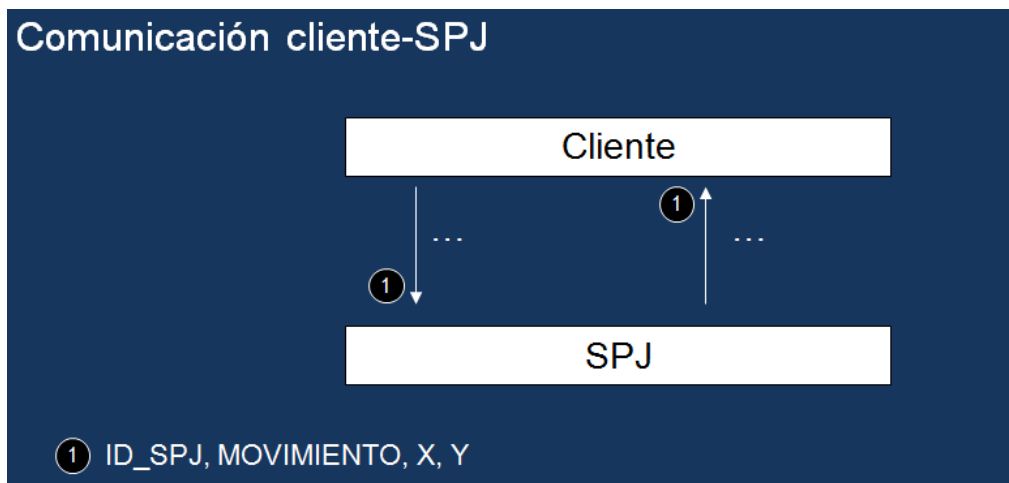 Comunicación cliente-SPJ
Cliente
1
...
...
1
SPJ
1 ID_SPJ, MOVIMIENTO, X, Y